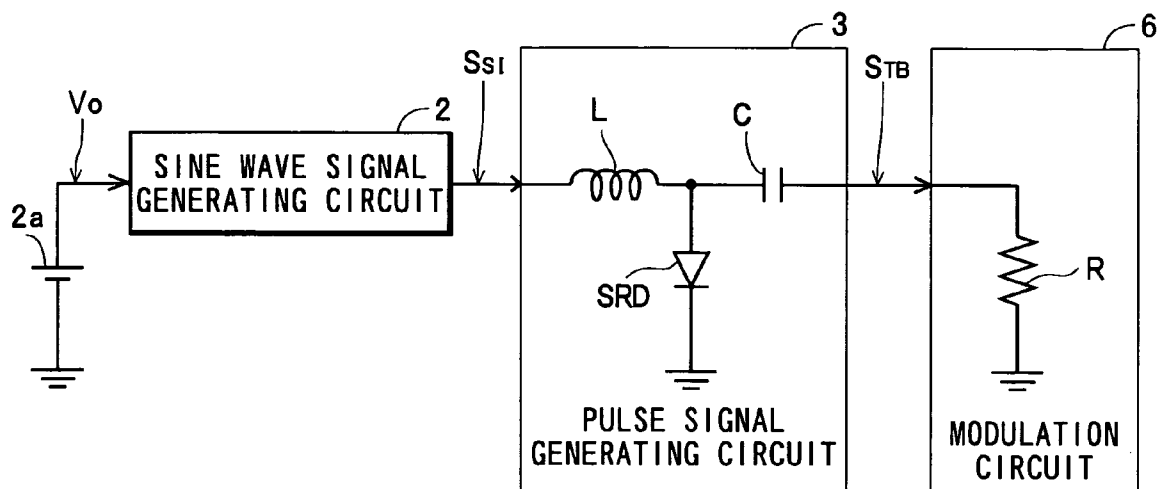 3
6
SSI
STB
Vo
2
L
C
SINE WAVE SIGNAL
GENERATING CIRCUIT
2a
SRD
R
PULSE SIGNAL
GENERATING CIRCUIT
MODULATION
CIRCUIT